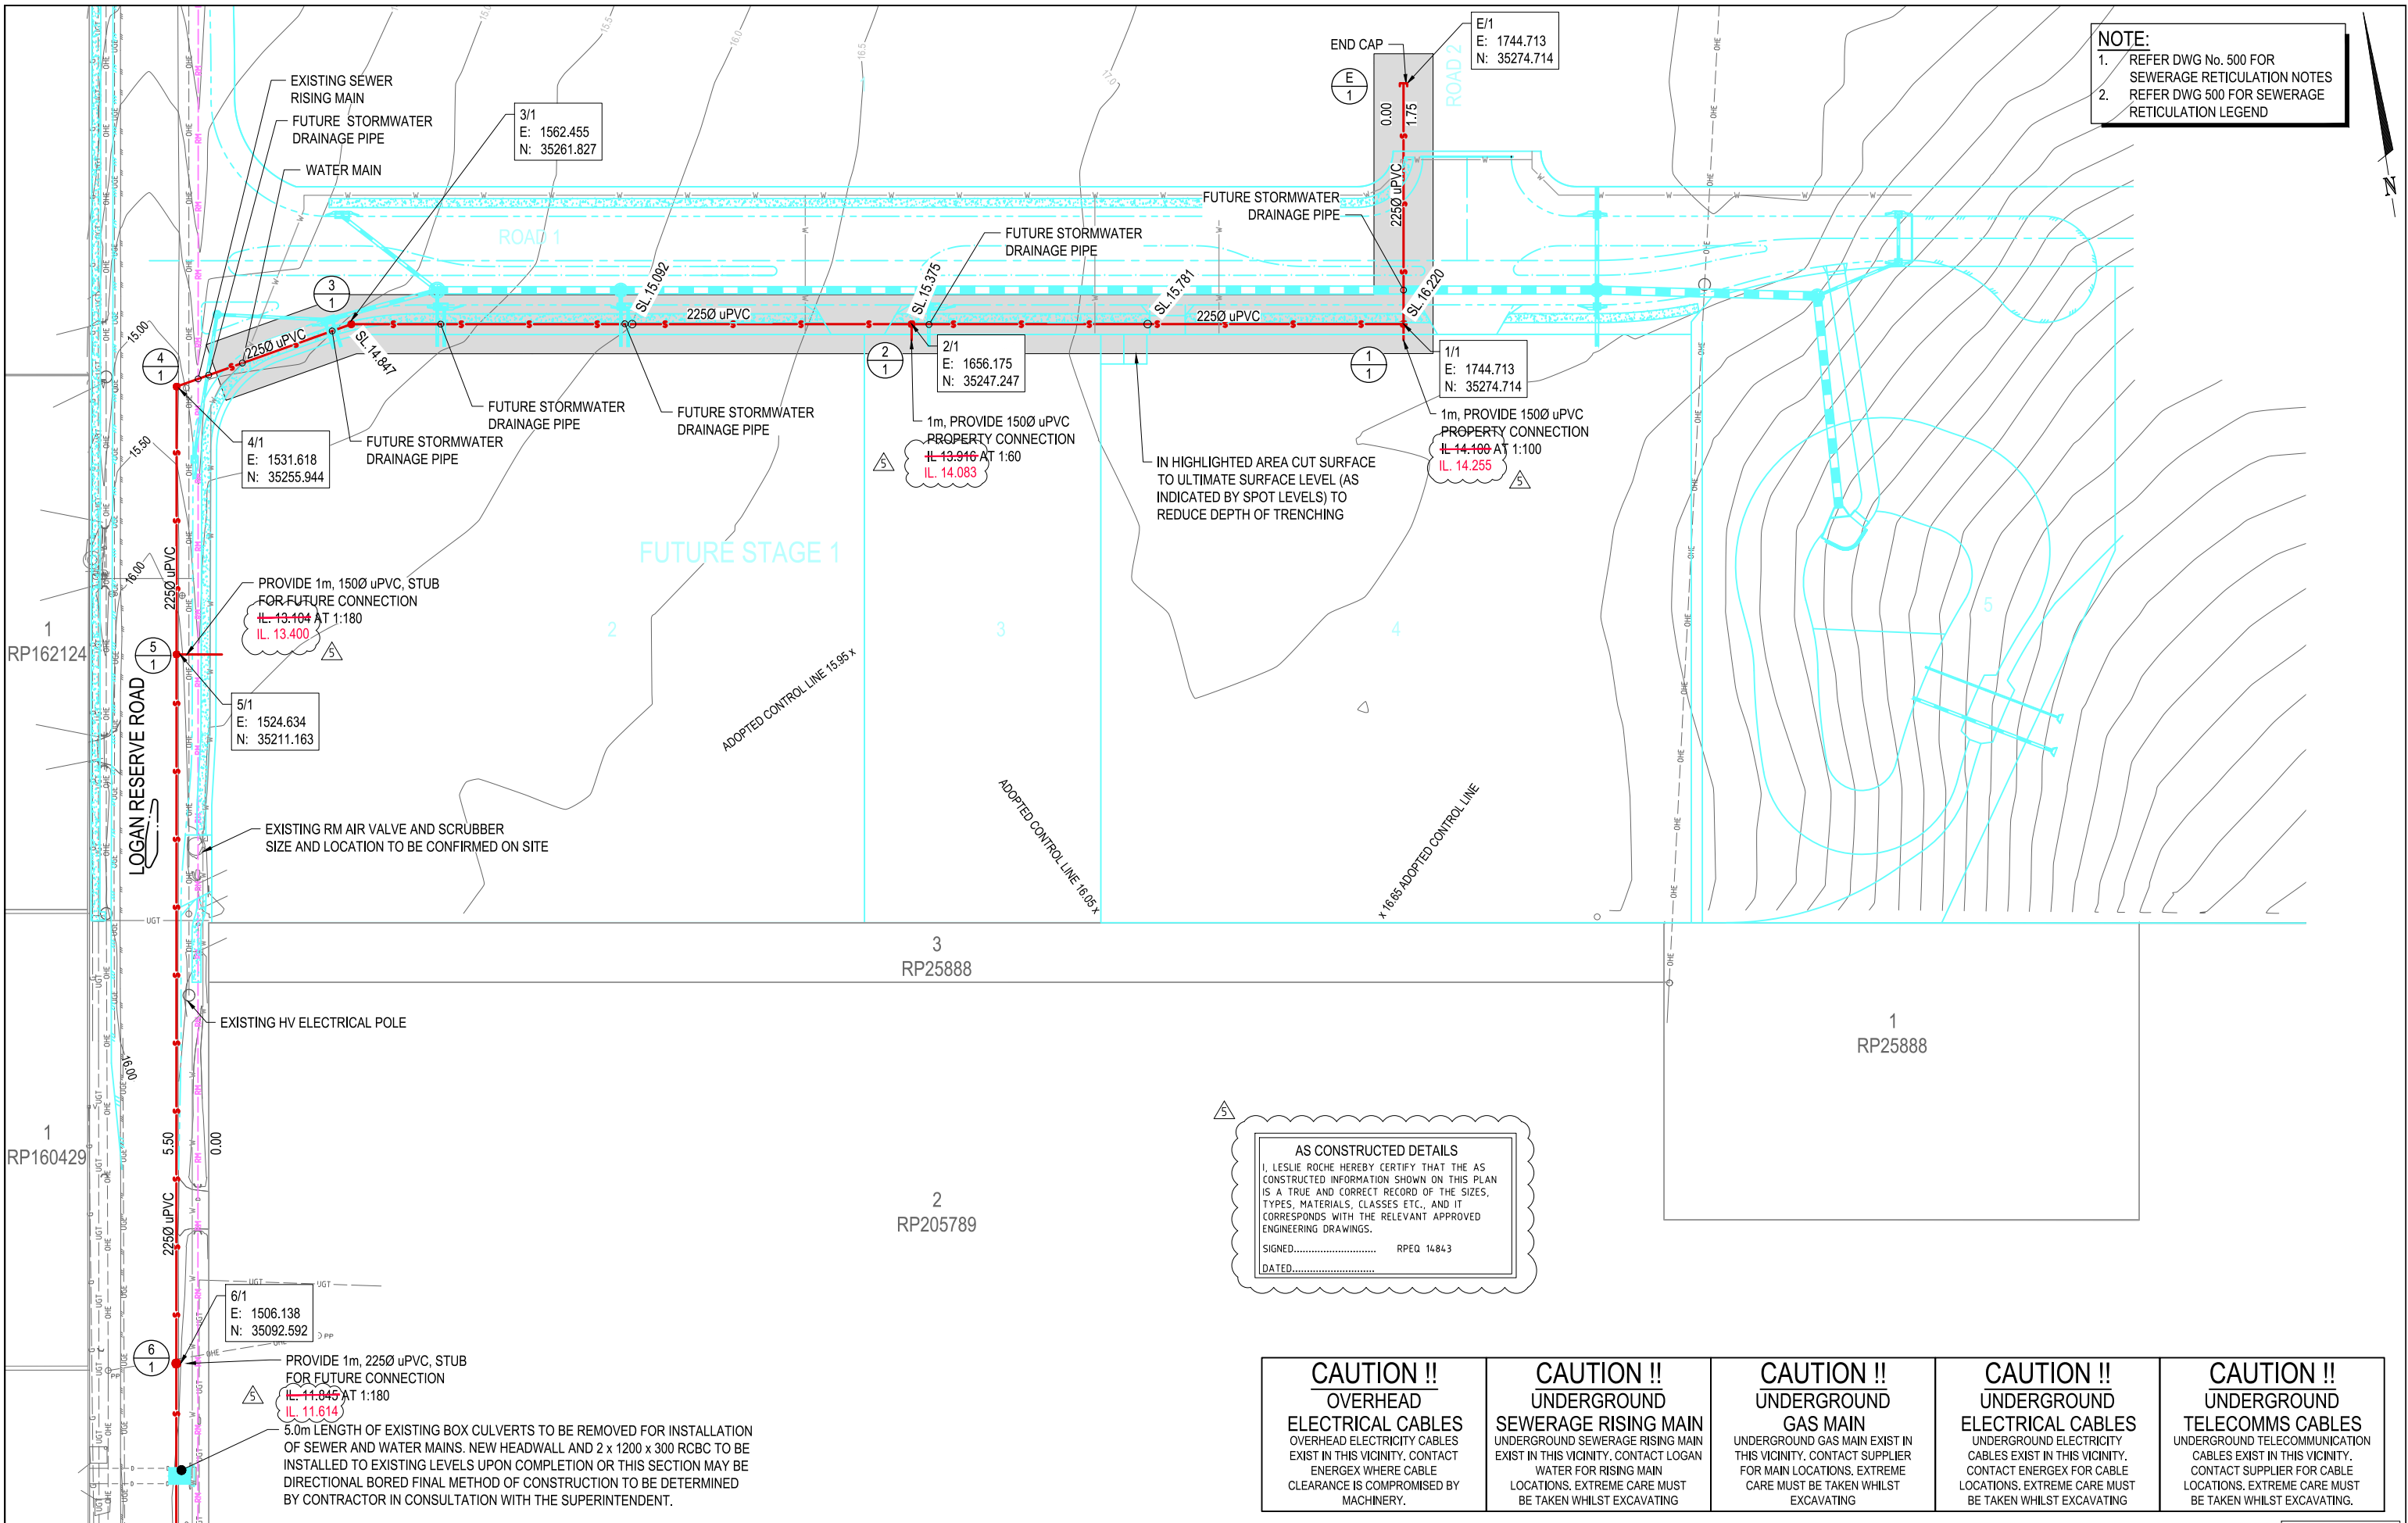 NOTE:
1. REFER DWG No. 500 FOR
SEWERAGE RETICULATION NOTES
2. REFER DWG 500 FOR SEWERAGE
RETICULATION LEGEND
N
END CAP
E/1
E: 1744.713
N: 35274.714
E
1
ROAD 2
0.00
1.75
225Ø uPVC
15.0
15.5
16.0
16.5
17.0
EXISTING SEWER
RISING MAIN
FUTURE STORMWATER
DRAINAGE PIPE
WATER MAIN
3/1
E: 1562.455
N: 35261.827
ROAD 1
FUTURE STORMWATER
DRAINAGE PIPE
FUTURE STORMWATER
DRAINAGE PIPE
3
1
SL.15.092
SL.15.375
SL.15.781
SL.16.220
225Ø uPVC
225Ø uPVC
225Ø uPVC
SL.14.847
15.00
4
1
2
1
2/1
E: 1656.175
N: 35247.247
1
1
1/1
E: 1744.713
N: 35274.714
FUTURE STORMWATER
DRAINAGE PIPE
FUTURE STORMWATER
DRAINAGE PIPE
FUTURE STORMWATER
DRAINAGE PIPE
4/1
E: 1531.618
N: 35255.944
15.50
1m, PROVIDE 150Ø uPVC
PROPERTY CONNECTION
IL 13.916 AT 1:60
IL. 14.083
5
IN HIGHLIGHTED AREA CUT SURFACE
TO ULTIMATE SURFACE LEVEL (AS
INDICATED BY SPOT LEVELS) TO
REDUCE DEPTH OF TRENCHING
1m, PROVIDE 150Ø uPVC
PROPERTY CONNECTION
IL 14.100 AT 1:100
IL. 14.255
5
FUTURE STAGE 1
16.00
225Ø uPVC
PROVIDE 1m, 150Ø uPVC, STUB
FOR FUTURE CONNECTION
IL. 13.104 AT 1:180
IL. 13.400
5
1
RP162124
5
1
2
3
4
5
5/1
E: 1524.634
N: 35211.163
LOGAN RESERVE ROAD
ADOPTED CONTROL LINE 15.95 x
ADOPTED CONTROL LINE 16.05 x
x 16.65 ADOPTED CONTROL LINE
EXISTING RM AIR VALVE AND SCRUBBER
SIZE AND LOCATION TO BE CONFIRMED ON SITE
UGT
3
RP25888
EXISTING HV ELECTRICAL POLE
1
RP25888
16.00
1
RP160429
5.50
0.00
225Ø uPVC
2
RP205789
5
AS CONSTRUCTED DETAILS
I, LESLIE ROCHE HEREBY CERTIFY THAT THE AS
CONSTRUCTED INFORMATION SHOWN ON THIS PLAN
IS A TRUE AND CORRECT RECORD OF THE SIZES,
TYPES, MATERIALS, CLASSES ETC., AND IT
CORRESPONDS WITH THE RELEVANT APPROVED
ENGINEERING DRAWINGS.
SIGNED............................ RPEQ 14843
DATED............................
UGT UGT
6/1
E: 1506.138
N: 35092.592
PP
OHE
6
1
PP
PROVIDE 1m, 225Ø uPVC, STUB
FOR FUTURE CONNECTION
IL. 11.845 AT 1:180
IL. 11.614
5
5.0m LENGTH OF EXISTING BOX CULVERTS TO BE REMOVED FOR INSTALLATION
OF SEWER AND WATER MAINS. NEW HEADWALL AND 2 x 1200 x 300 RCBC TO BE
INSTALLED TO EXISTING LEVELS UPON COMPLETION OR THIS SECTION MAY BE
DIRECTIONAL BORED FINAL METHOD OF CONSTRUCTION TO BE DETERMINED
BY CONTRACTOR IN CONSULTATION WITH THE SUPERINTENDENT.
CAUTION !!
OVERHEAD
ELECTRICAL CABLES
OVERHEAD ELECTRICITY CABLES
EXIST IN THIS VICINITY. CONTACT
ENERGEX WHERE CABLE
CLEARANCE IS COMPROMISED BY
MACHINERY.
CAUTION !!
UNDERGROUND
SEWERAGE RISING MAIN
UNDERGROUND SEWERAGE RISING MAIN
EXIST IN THIS VICINITY. CONTACT LOGAN
WATER FOR RISING MAIN
LOCATIONS. EXTREME CARE MUST
BE TAKEN WHILST EXCAVATING
CAUTION !!
UNDERGROUND
GAS MAIN
UNDERGROUND GAS MAIN EXIST IN
THIS VICINITY. CONTACT SUPPLIER
FOR MAIN LOCATIONS. EXTREME
CARE MUST BE TAKEN WHILST
EXCAVATING
CAUTION !!
UNDERGROUND
ELECTRICAL CABLES
UNDERGROUND ELECTRICITY
CABLES EXIST IN THIS VICINITY.
CONTACT ENERGEX FOR CABLE
LOCATIONS. EXTREME CARE MUST
BE TAKEN WHILST EXCAVATING
CAUTION !!
UNDERGROUND
TELECOMMS CABLES
UNDERGROUND TELECOMMUNICATION
CABLES EXIST IN THIS VICINITY.
CONTACT SUPPLIER FOR CABLE
LOCATIONS. EXTREME CARE MUST
BE TAKEN WHILST EXCAVATING.